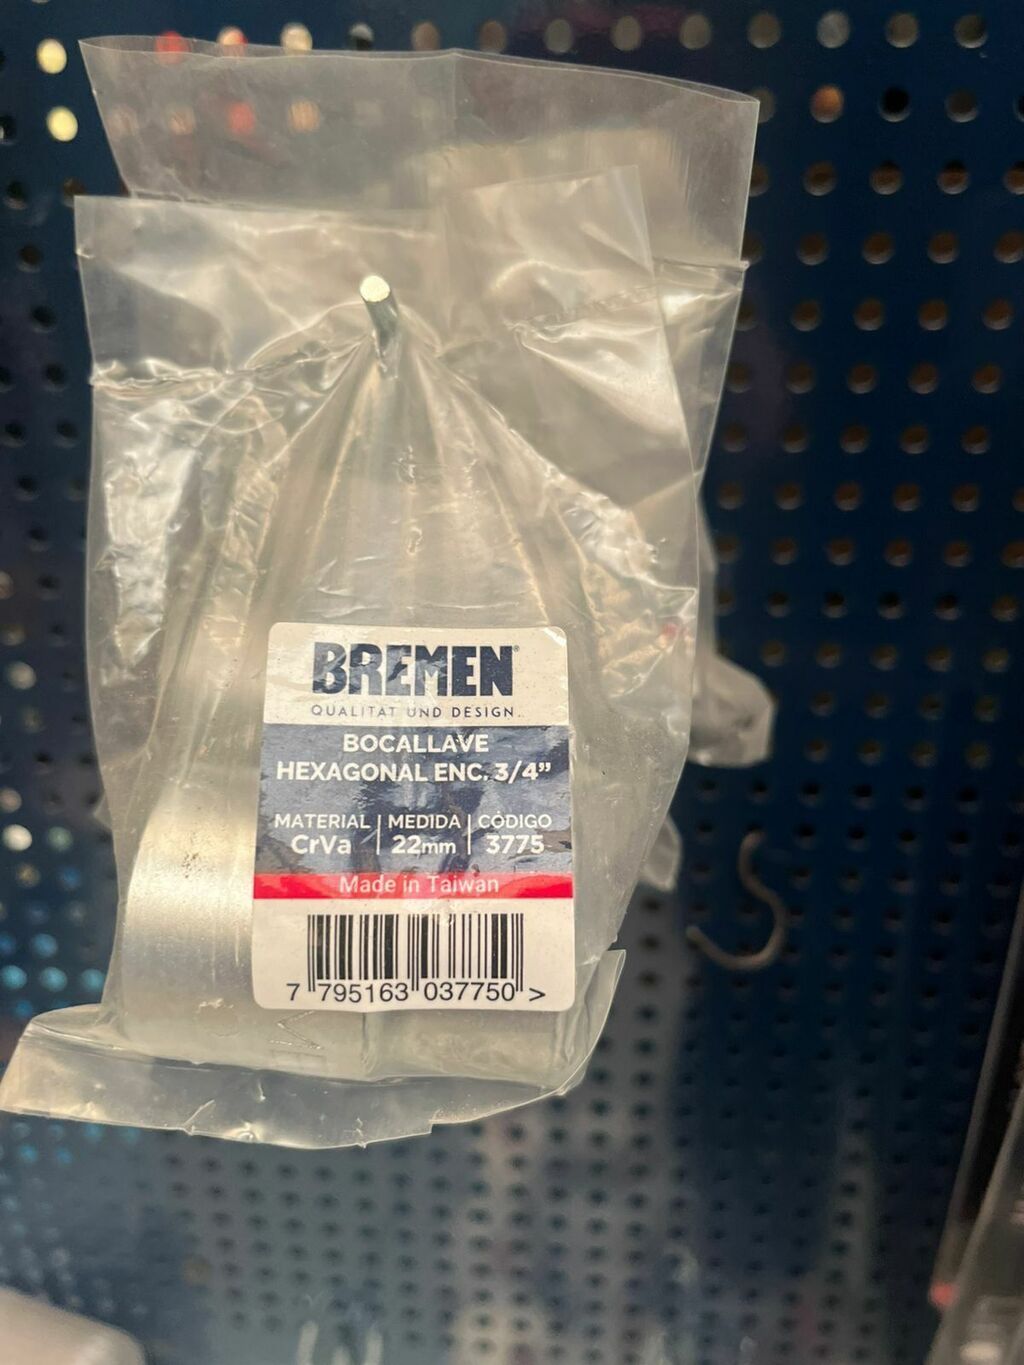 BREMEN®
QUALITÄT UND DESIGN.
BOCALLAVE
HEXAGONAL ENC. 3/4”
MATERIAL | MEDIDA | CÓDIGO
CrVa | 22mm | 3775
Made in Taiwan
7 795163 037750 >